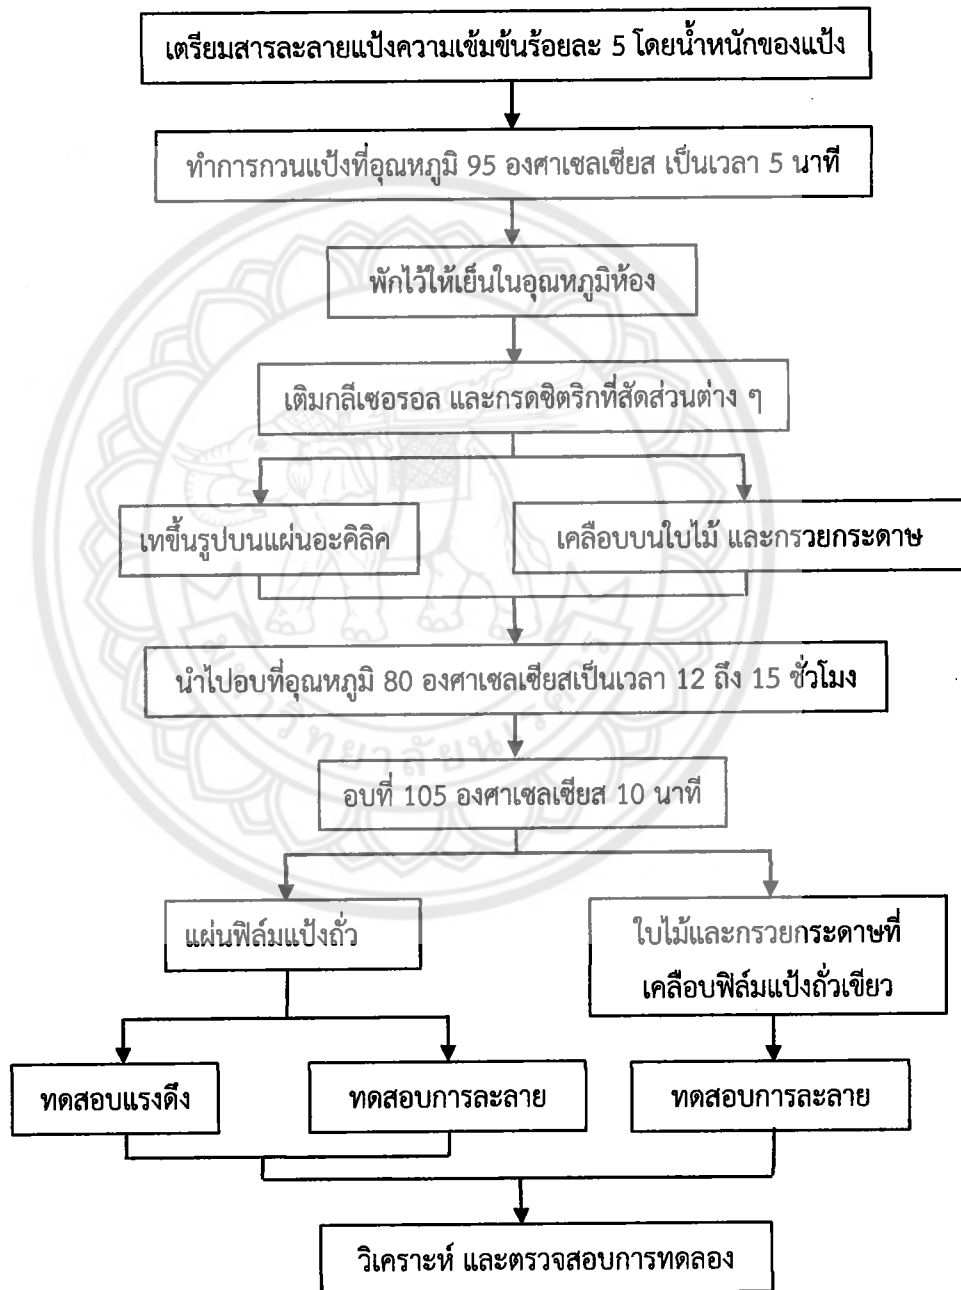 เตรียมสารละลายแป้งความเข้มข้นร้อยละ 5 โดยน้ำหนักของแป้ง
ทำการกวนแป้งที่อุณหภูมิ 95 องศาเซลเซียส เป็นเวลา 5 นาที
พักไว้ให้เย็นในอุณหภูมิห้อง
เติมกลีเซอรอล และกรดซิตริกที่สัดส่วนต่าง ๆ
เทขึ้นรูปบนแผ่นอะคิลิค
เคลือบบนใบไม้ และกรวยกระดาษ
นำไปอบที่อุณหภูมิ 80 องศาเซลเซียสเป็นเวลา 12 ถึง 15 ชั่วโมง
อบที่ 105 องศาเซลเซียส 10 นาที
แผ่นฟิล์มแป้งถั่ว
ใบไม้และกรวยกระดาษที่
เคลือบฟิล์มแป้งถั่วเขียว
ทดสอบแรงดึง
ทดสอบการละลาย
ทดสอบการละลาย
วิเคราะห์ และตรวจสอบการทดลอง